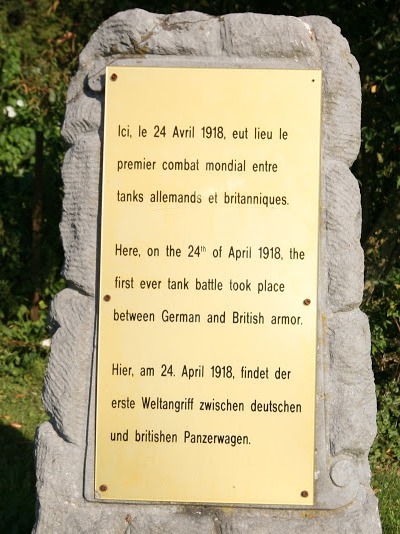 Ici, le 24 Avril 1918, eut lieu le
premier combat mondial entre
tanks allemands et britanniques.
Here, on the 24th of April 1918, the
first ever tank battle took place
between German and British armor.
Hier, am 24. April 1918, findet der
erste Weltangriff zwischen deutschen
und britishen Panzerwagen.